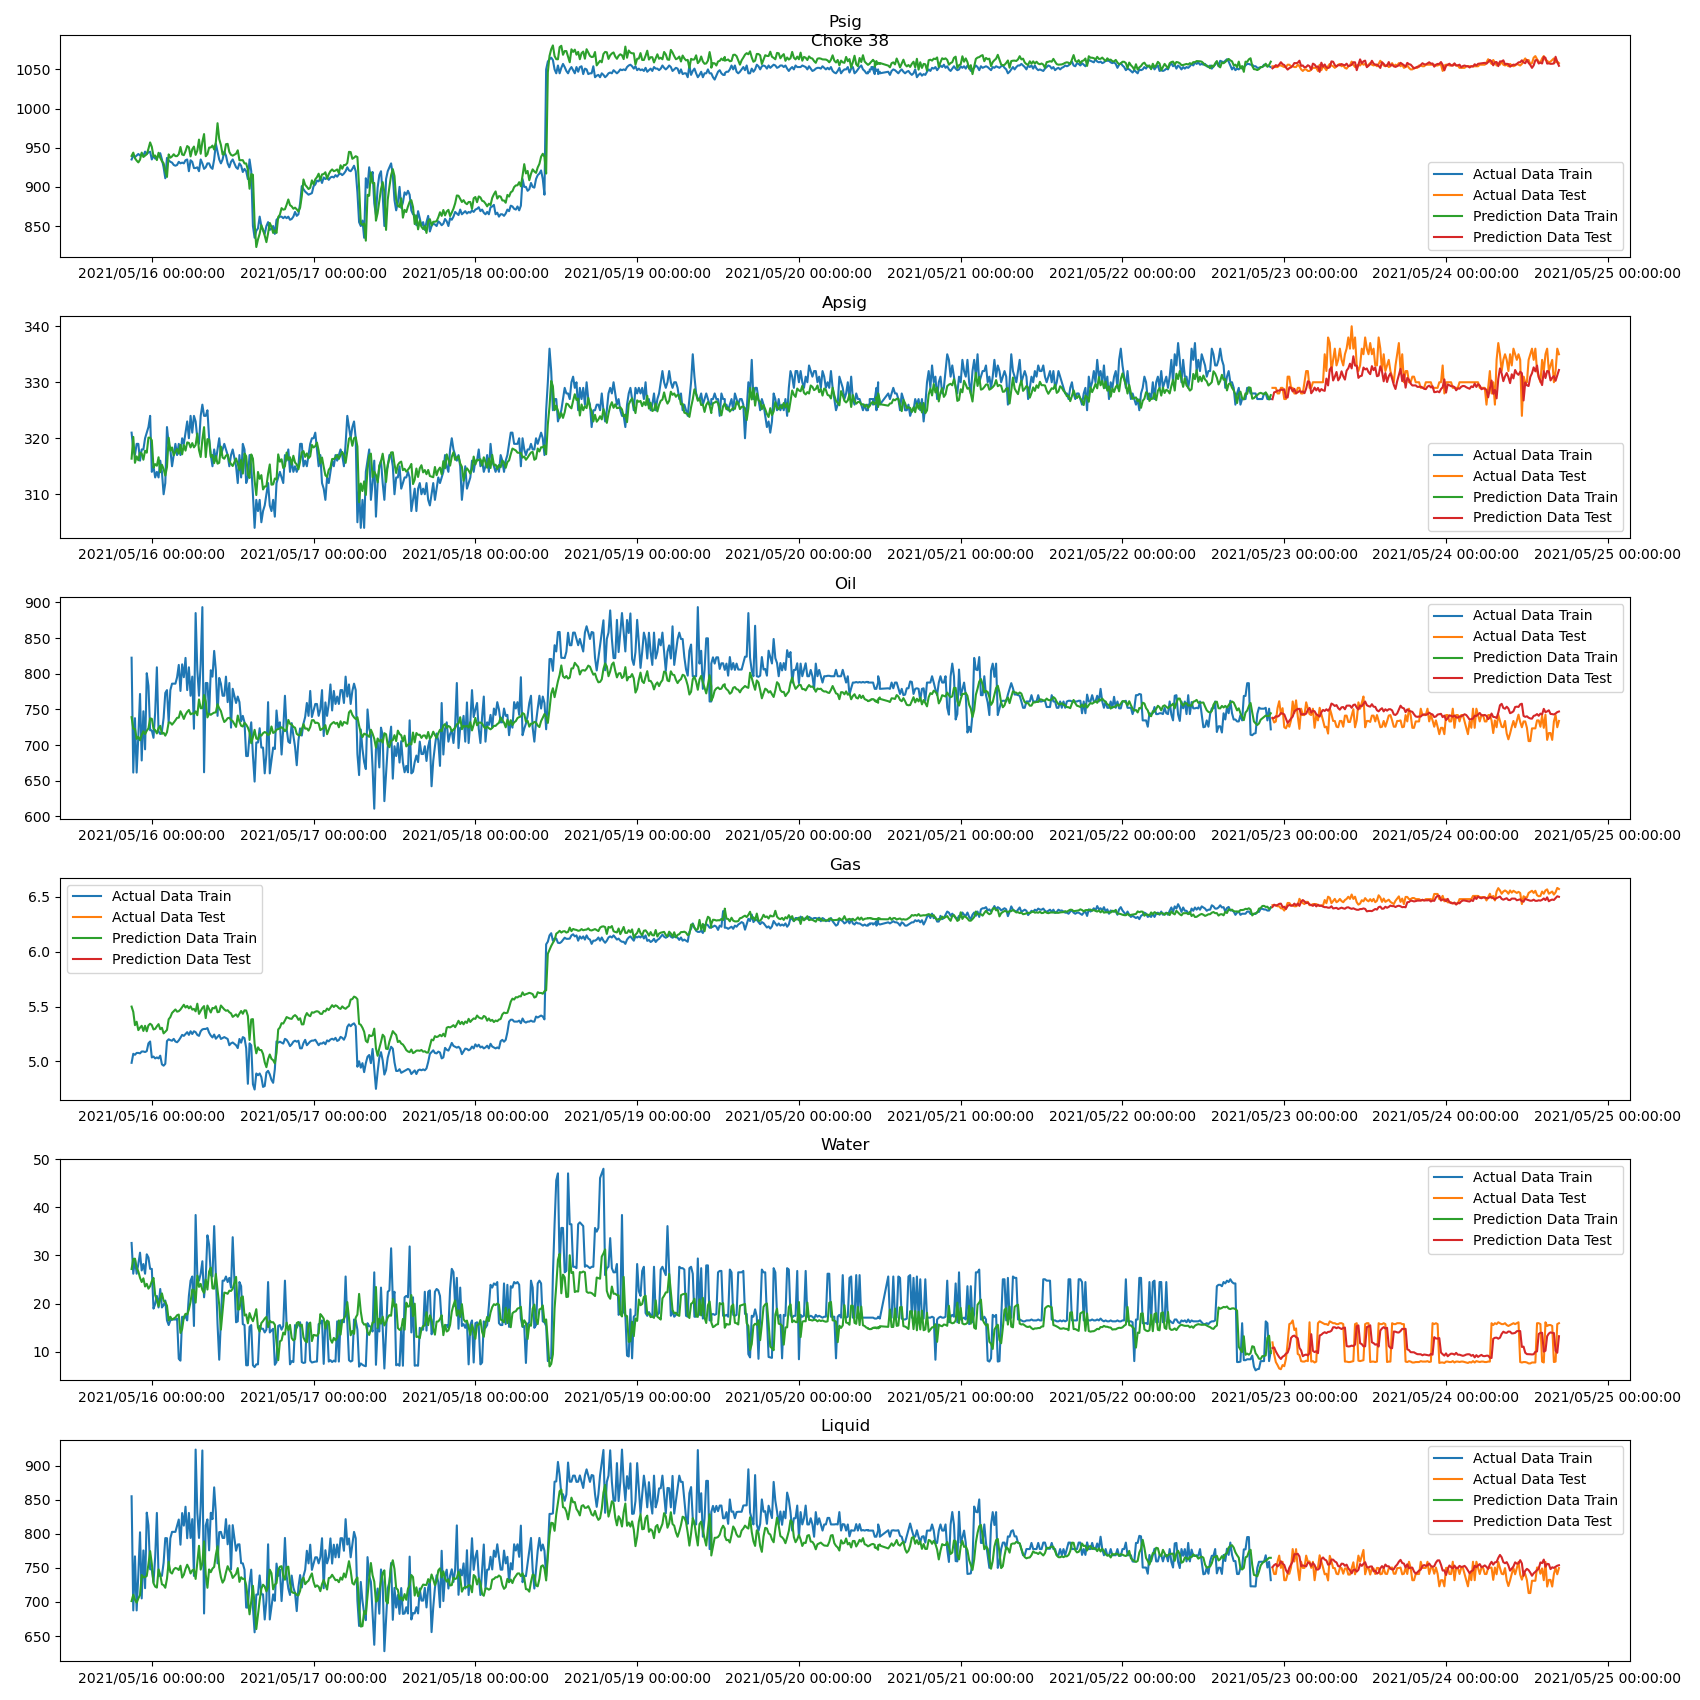 Psig
Choke 38
1050
1000
950
900
850
Actual Data Train
Actual Data Test
Prediction Data Train
Prediction Data Test
2021/05/16 00:00:00 2021/05/17 00:00:00 2021/05/18 00:00:00 2021/05/19 00:00:00 2021/05/20 00:00:00 2021/05/21 00:00:00 2021/05/22 00:00:00 2021/05/23 00:00:00 2021/05/24 00:00:00 2021/05/25 00:00:00
Apsig
340
330
320
310
Actual Data Train
Actual Data Test
Prediction Data Train
Prediction Data Test
2021/05/16 00:00:00 2021/05/17 00:00:00 2021/05/18 00:00:00 2021/05/19 00:00:00 2021/05/20 00:00:00 2021/05/21 00:00:00 2021/05/22 00:00:00 2021/05/23 00:00:00 2021/05/24 00:00:00 2021/05/25 00:00:00
Oil
900
850
800
750
700
650
600
Actual Data Train
Actual Data Test
Prediction Data Train
Prediction Data Test
2021/05/16 00:00:00 2021/05/17 00:00:00 2021/05/18 00:00:00 2021/05/19 00:00:00 2021/05/20 00:00:00 2021/05/21 00:00:00 2021/05/22 00:00:00 2021/05/23 00:00:00 2021/05/24 00:00:00 2021/05/25 00:00:00
Gas
6.5
6.0
5.5
5.0
Actual Data Train
Actual Data Test
Prediction Data Train
Prediction Data Test
2021/05/16 00:00:00 2021/05/17 00:00:00 2021/05/18 00:00:00 2021/05/19 00:00:00 2021/05/20 00:00:00 2021/05/21 00:00:00 2021/05/22 00:00:00 2021/05/23 00:00:00 2021/05/24 00:00:00 2021/05/25 00:00:00
Water
50
40
30
20
10
Actual Data Train
Actual Data Test
Prediction Data Train
Prediction Data Test
2021/05/16 00:00:00 2021/05/17 00:00:00 2021/05/18 00:00:00 2021/05/19 00:00:00 2021/05/20 00:00:00 2021/05/21 00:00:00 2021/05/22 00:00:00 2021/05/23 00:00:00 2021/05/24 00:00:00 2021/05/25 00:00:00
Liquid
900
850
800
750
700
650
Actual Data Train
Actual Data Test
Prediction Data Train
Prediction Data Test
2021/05/16 00:00:00 2021/05/17 00:00:00 2021/05/18 00:00:00 2021/05/19 00:00:00 2021/05/20 00:00:00 2021/05/21 00:00:00 2021/05/22 00:00:00 2021/05/23 00:00:00 2021/05/24 00:00:00 2021/05/25 00:00:00